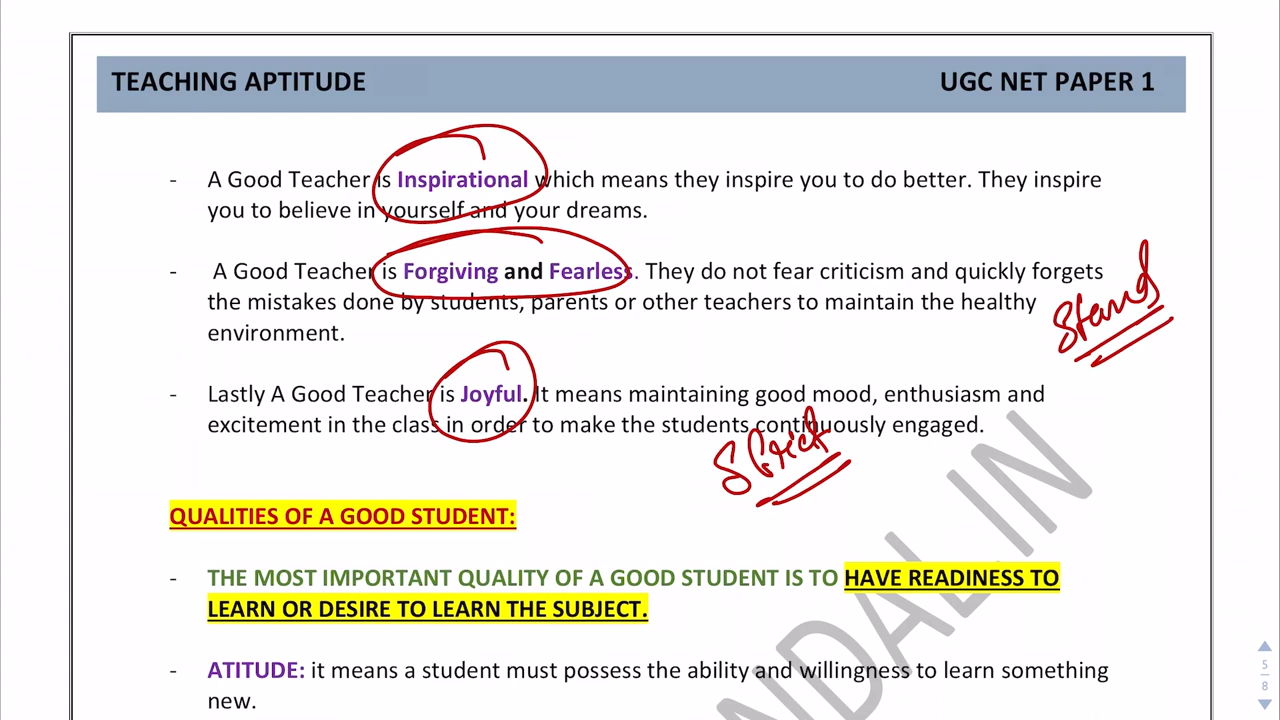 TEACHING APTITUDE UGC NET PAPER 1
- A Good Teacher is Inspirational which means they inspire you to do better. They inspire
you to believe in yourself and your dreams.
- A Good Teacher is Forgiving and Fearless. They do not fear criticism and quickly forgets
the mistakes done by students, parents or other teachers to maintain the healthy
environment.
Stand
- Lastly A Good Teacher is Joyful. It means maintaining good mood, enthusiasm and
excitement in the class in order to make the students continuously engaged.
Strict
QUALITIES OF A GOOD STUDENT:
- THE MOST IMPORTANT QUALITY OF A GOOD STUDENT IS TO HAVE READINESS TO
LEARN OR DESIRE TO LEARN THE SUBJECT.
- ATITUDE: it means a student must possess the ability and willingness to learn something
new.
5
8